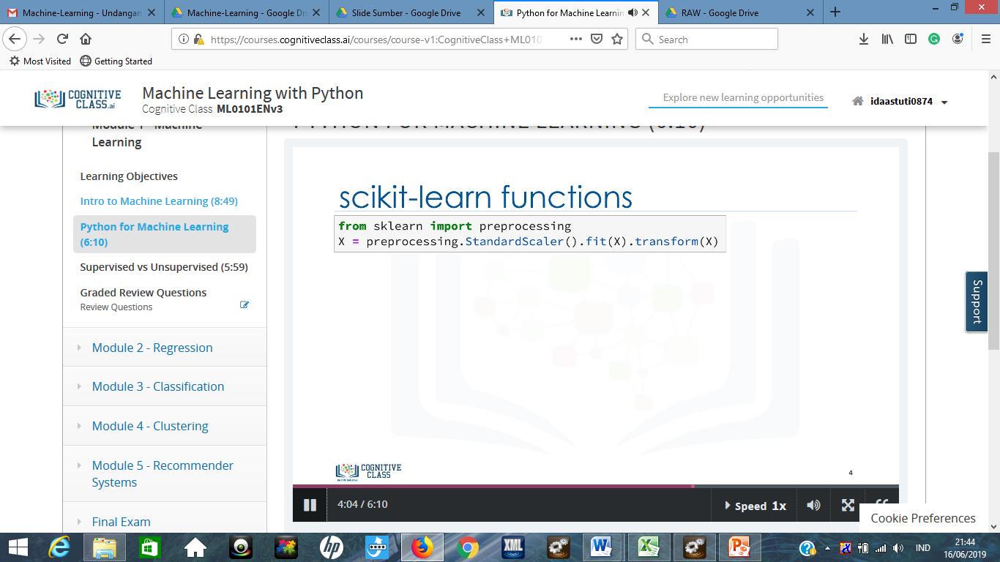 Machine-Learning - Undangan
Machine-Learning - Google Dri
Slide Sumber - Google Drive
Python for Machine Learnin
RAW - Google Drive
https://courses.cognitiveclass.ai/courses/course-v1:CognitiveClass+ML010
Search
Most Visited
Getting Started
COGNITIVE
CLASS.ai
Machine Learning with Python
Cognitive Class ML0101ENv3
Explore new learning opportunities
idaastuti0874
Module 1 - Machine
Learning
PYTHON FOR MACHINE LEARNING (6:10)
Learning Objectives
Intro to Machine Learning (8:49)
Python for Machine Learning
(6:10)
Supervised vs Unsupervised (5:59)
Graded Review Questions
Review Questions
Module 2 - Regression
Module 3 - Classification
Module 4 - Clustering
Module 5 - Recommender
Systems
Final Exam
scikit-learn functions
from sklearn import preprocessing
X = preprocessing.StandardScaler().fit(X).transform(X)
COGNITIVE
CLASS
4
4:04 / 6:10
Speed 1x
Support
Cookie Preferences
hp
XML
IND
21:44
16/06/2019